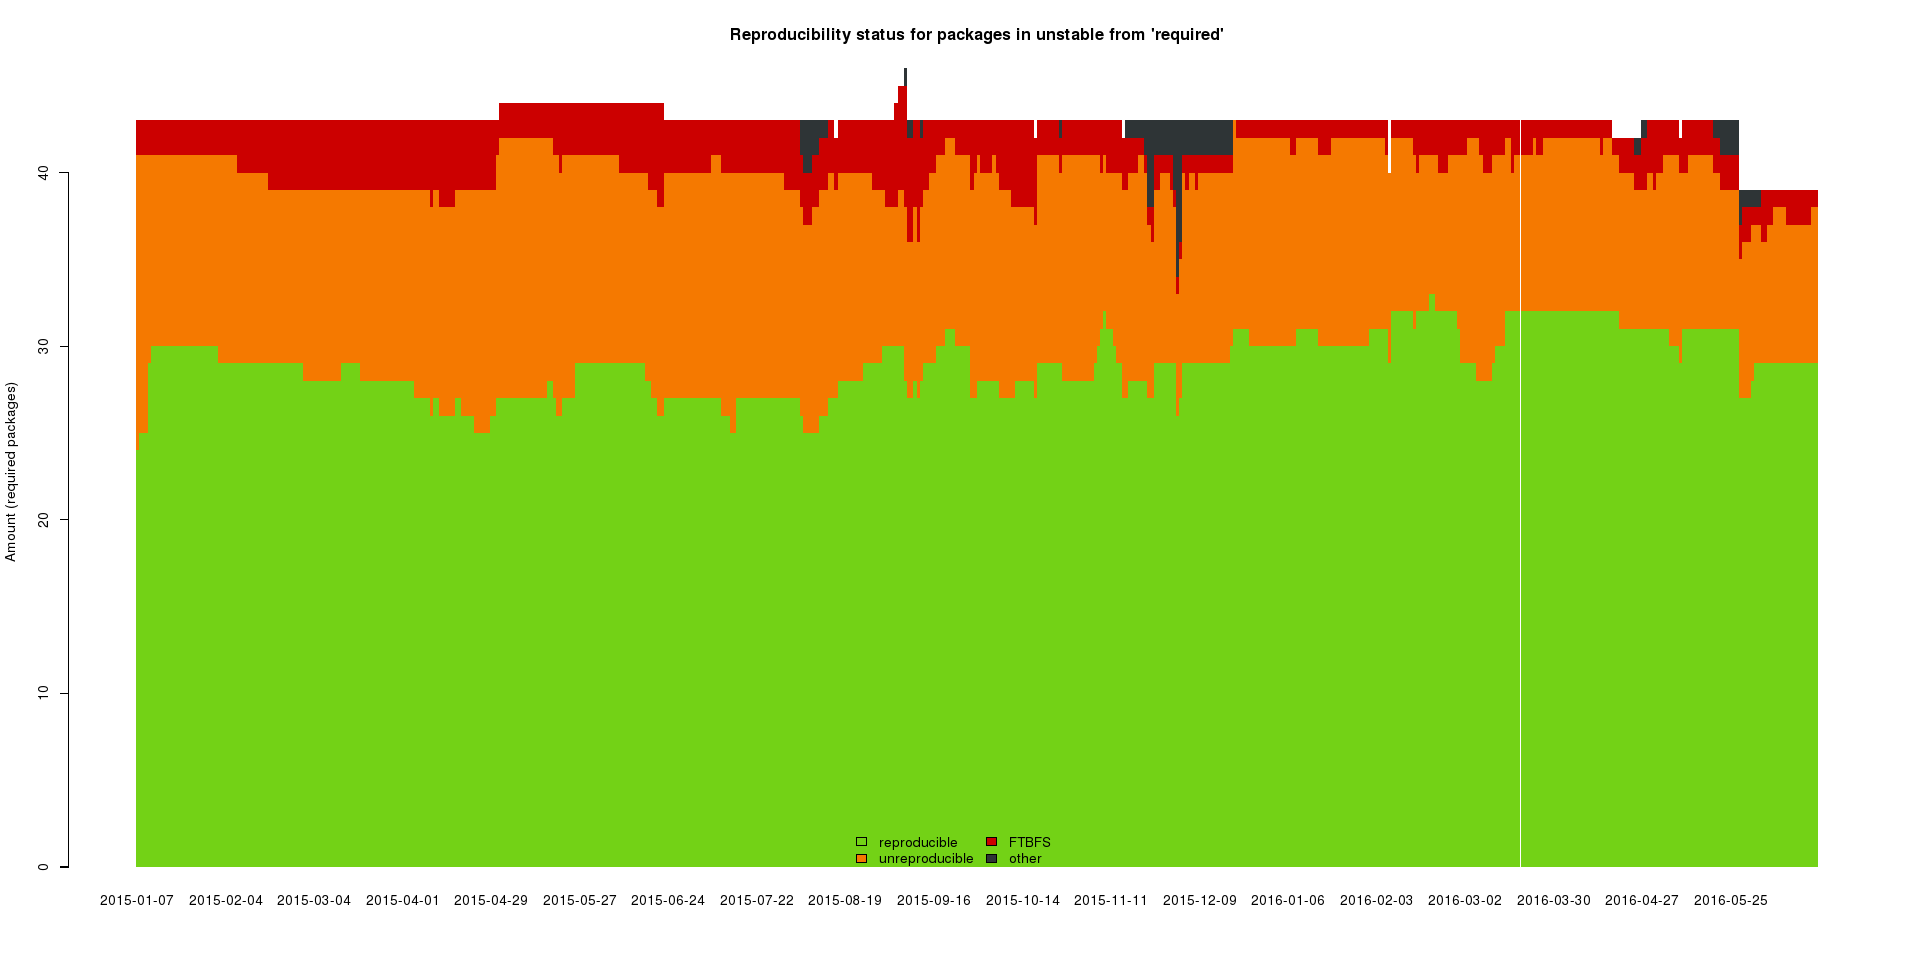 Reproducibility status for packages in unstable from 'required'
Amount (required packages)
40
30
20
10
0
reproducible
FTBFS
unreproducible
other
2015-01-07 2015-02-04 2015-03-04 2015-04-01 2015-04-29 2015-05-27 2015-06-24 2015-07-22 2015-08-19 2015-09-16 2015-10-14 2015-11-11 2015-12-09 2016-01-06 2016-02-03 2016-03-02 2016-03-30 2016-04-27 2016-05-25